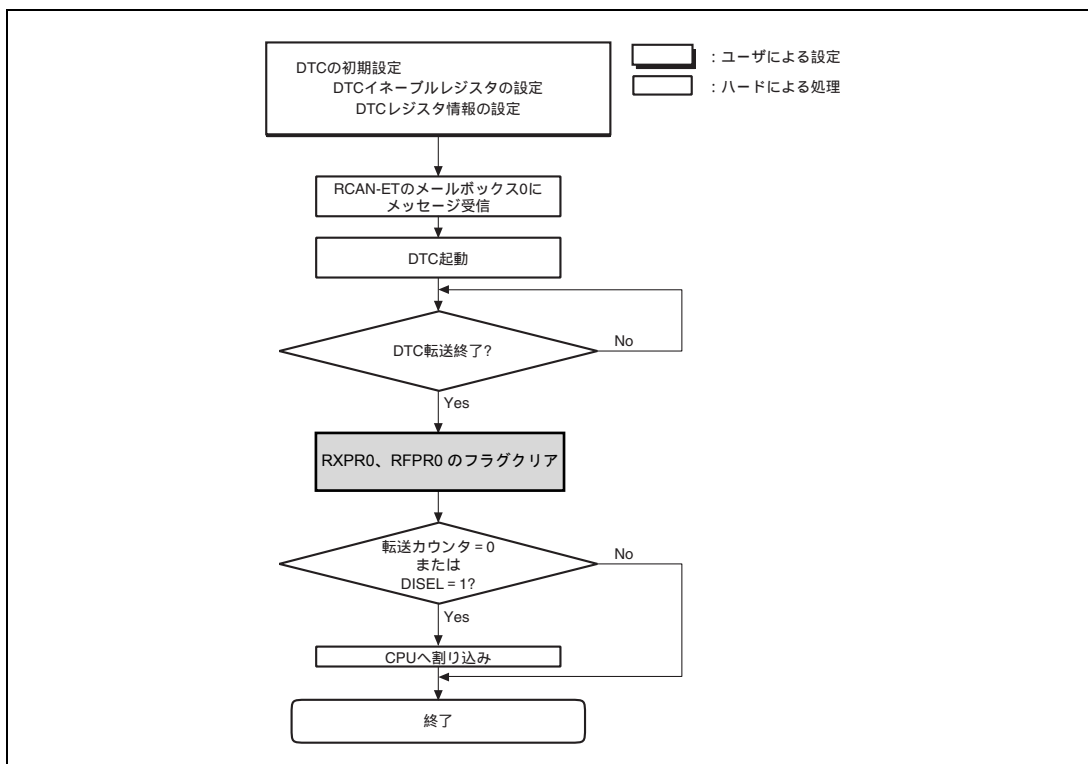 DTCの初期設定
DTCイネーブルレジスタの設定
DTCレジスタ情報の設定
：ユーザによる設定
：ハードによる処理
RCAN-ETのメールボックス0に
メッセージ受信
DTC起動
DTC転送終了?
No
Yes
RXPR0、RFPR0 のフラグクリア
転送カウンタ = 0
または
DISEL = 1?
No
Yes
CPUへ割り込み
終了